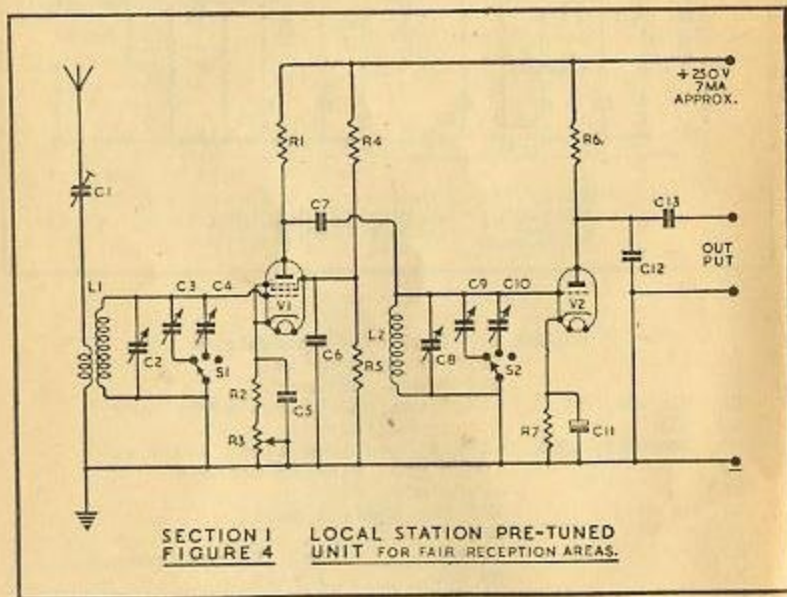 +250V
7MA
APPROX.
R1
R4
R6
C1
C7
C13
OUT
PUT
C12
L1
C3 C4
V1
C9 C10
V2
C2
S1
C6
R5
L2
C8
S2
R2
C5
R3
R7
C11
SECTION 1 LOCAL STATION PRE-TUNED
FIGURE 4 UNIT FOR FAIR RECEPTION AREAS.